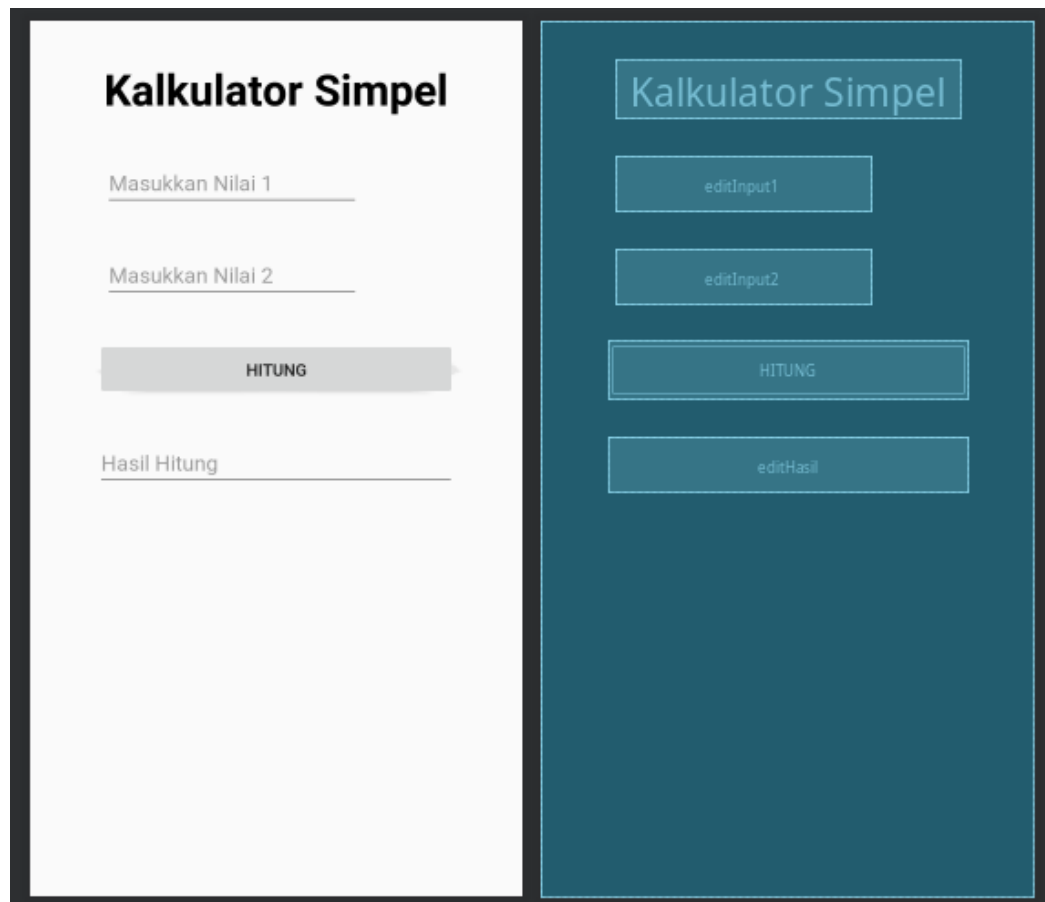 Kalkulator Simpel
Masukkan Nilai 1
Masukkan Nilai 2
HITUNG
Hasil Hitung
Kalkulator Simpel
editInput1
editInput2
HITUNG
editHasil